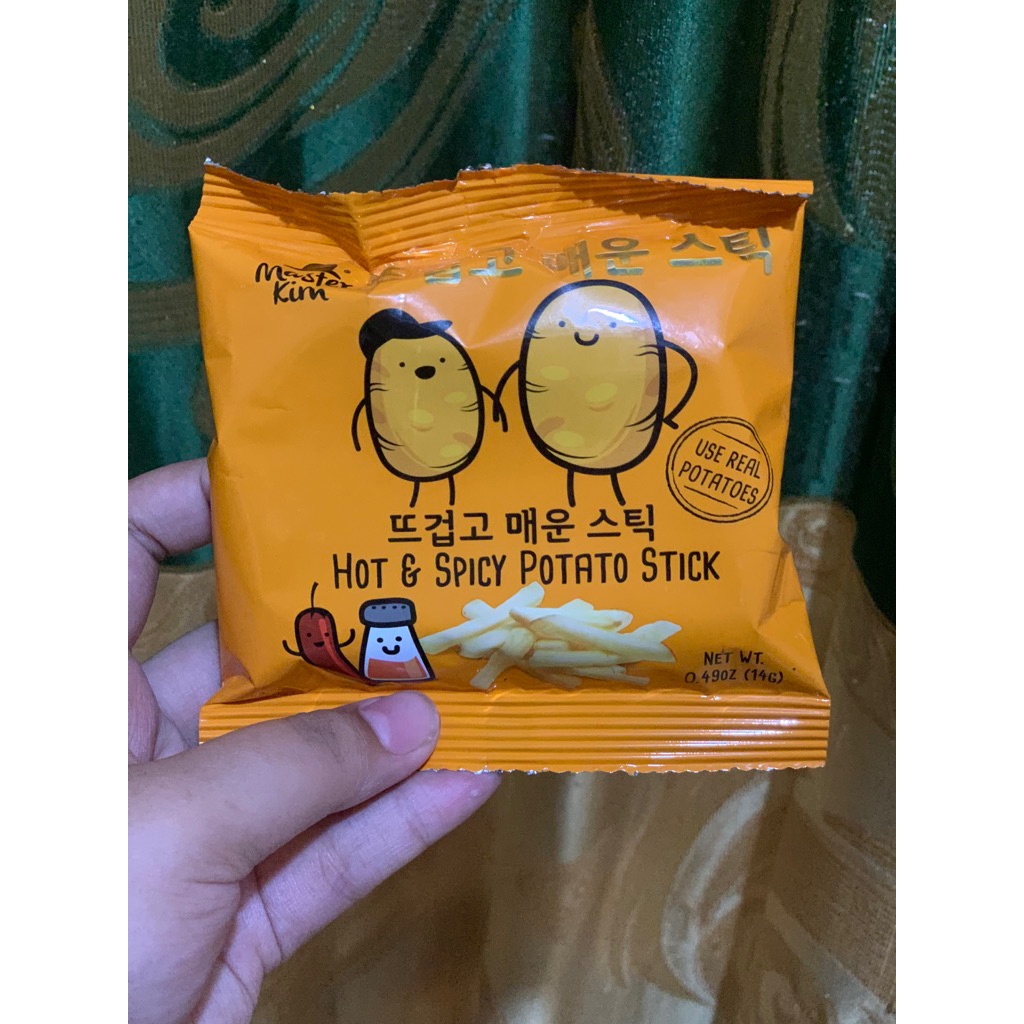 Master
Kim
뜨겁고 매운 스틱
USE REAL
POTATOES
뜨겁고 매운 스틱
HOT & SPICY POTATO STICK
NET WT.
0.49OZ (14G)